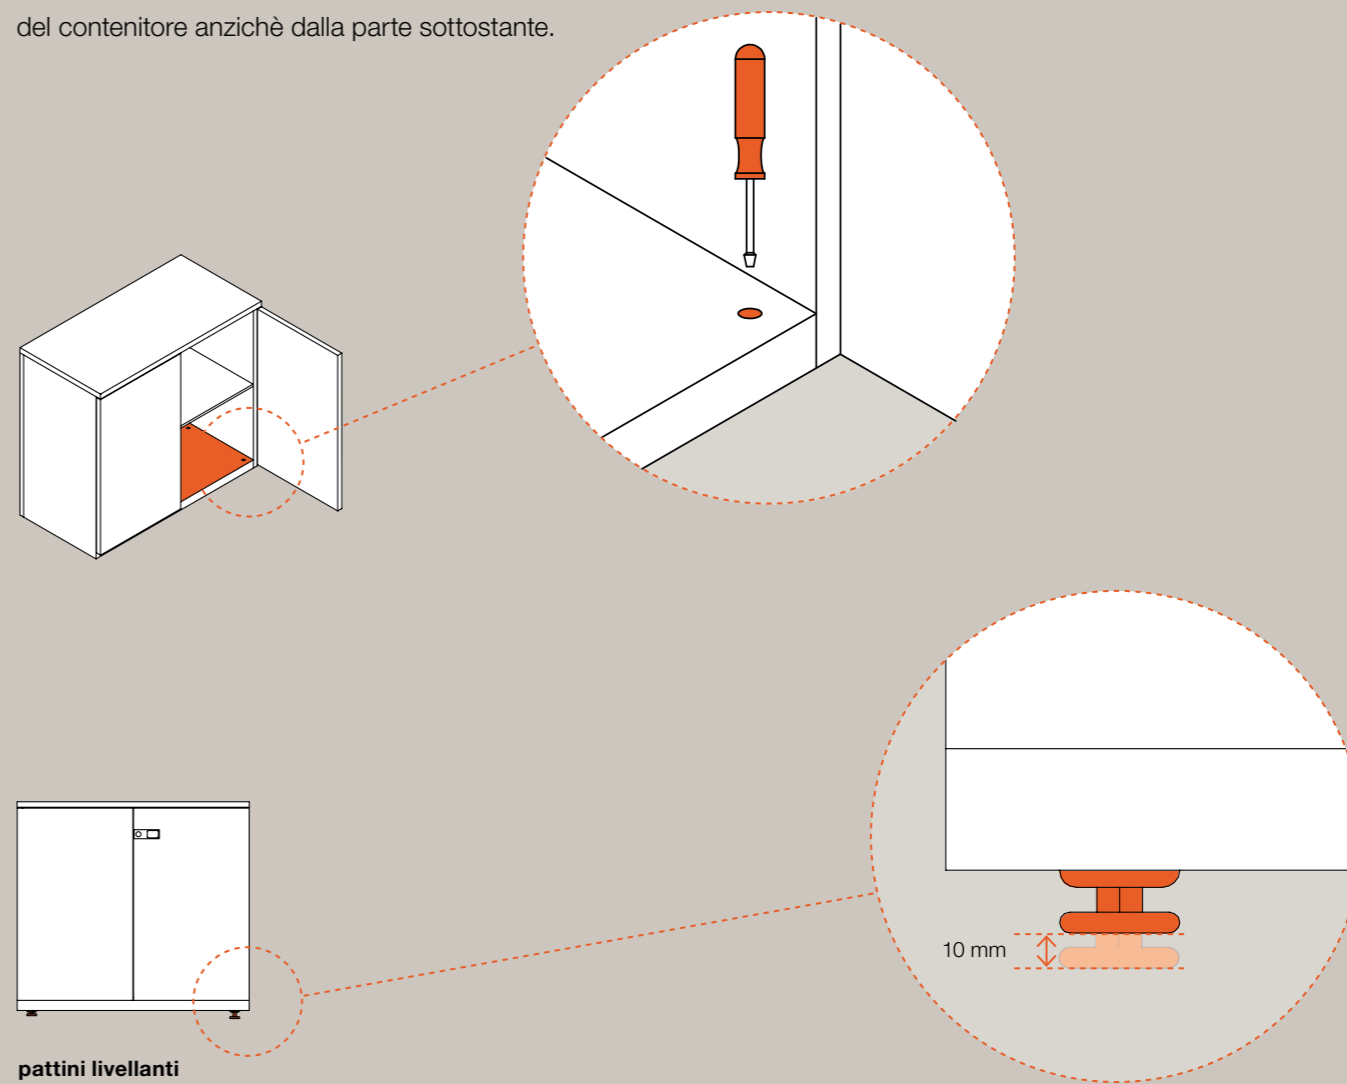 del contenitore anzichè dalla parte sottostante.
10 mm
pattini livellanti